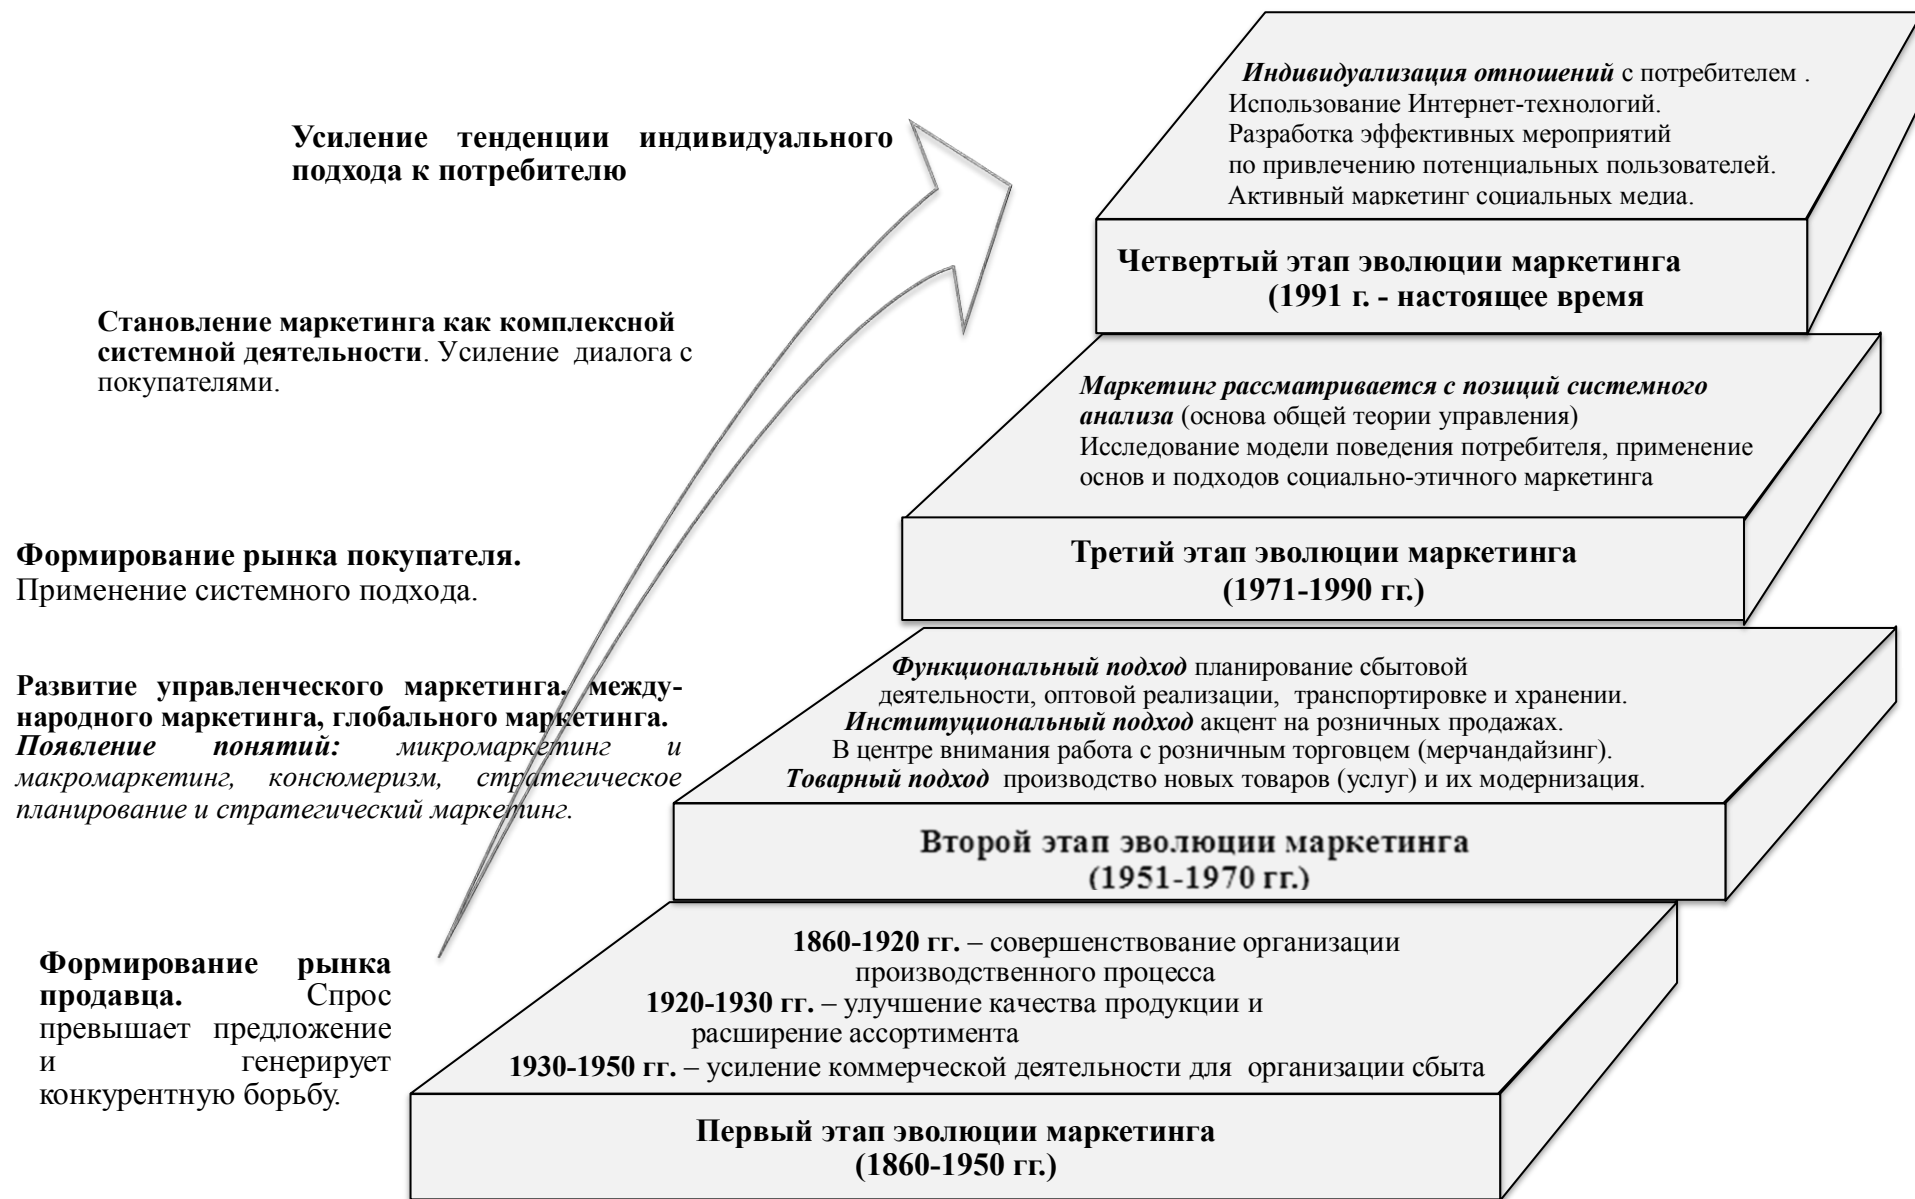 Индивидуализация отношений с потребителем .
Использование Интернет-технологий.
Разработка эффективных мероприятий
по привлечению потенциальных пользователей.
Активный маркетинг социальных медиа.
Четвертый этап эволюции маркетинга
(1991 г. - настоящее время
Усиление тенденции индивидуального
подхода к потребителю
Становление маркетинга как комплексной
системной деятельности. Усиление диалога с
покупателями.
Маркетинг рассматривается с позиций системного
анализа (основа общей теории управления)
Исследование модели поведения потребителя, применение
основ и подходов социально-этичного маркетинга
Третий этап эволюции маркетинга
(1971-1990 гг.)
Формирование рынка покупателя.
Применение системного подхода.
Развитие управленческого маркетинга, между-
народного маркетинга, глобального маркетинга.
Появление понятий: микромаркетинг и
макромаркетинг, консюмеризм, стратегическое
планирование и стратегический маркетинг.
Функциональный подход планирование сбытовой
деятельности, оптовой реализации, транспортировке и хранении.
Институциональный подход акцент на розничных продажах.
В центре внимания работа с розничным торговцем (мерчандайзинг).
Товарный подход производство новых товаров (услуг) и их модернизация.
Второй этап эволюции маркетинга
(1951-1970 гг.)
Формирование рынка
продавца. Спрос
превышает предложение
и генерирует
конкурентную борьбу.
1860-1920 гг. – совершенствование организации
производственного процесса
1920-1930 гг. – улучшение качества продукции и
расширение ассортимента
1930-1950 гг. – усиление коммерческой деятельности для организации сбыта
Первый этап эволюции маркетинга
(1860-1950 гг.)